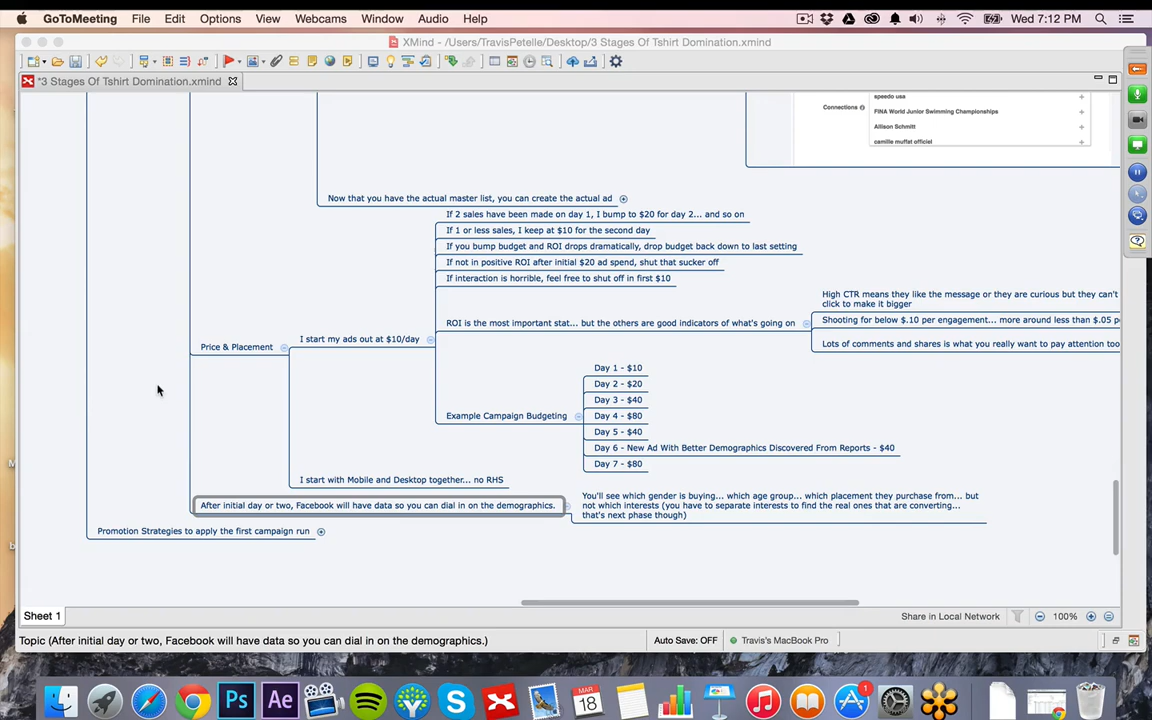 GoToMeeting File Edit Options View Webcams Window Audio Help Wed 7:12 PM
XMind - /Users/TravisPetelle/Desktop/3 Stages Of Tshirt Domination.xmind
*3 Stages Of Tshirt Domination.xmind
speedo usa
Connections
FINA World Junior Swimming Championships
Allison Schmitt
camille muffat officiel
Now that you have the actual master list, you can create the actual ad
If 2 sales have been made on day 1, I bump to $20 for day 2... and so on
If 1 or less sales, I keep at $10 for the second day
If you bump budget and ROI drops dramatically, drop budget back down to last setting
If not in positive ROI after initial $20 ad spend, shut that sucker off
If interaction is horrible, feel free to shut off in first $10
High CTR means they like the message or they are curious but they can't
click to make it bigger
ROI is the most important stat... but the others are good indicators of what's going on
Shooting for below $.10 per engagement... more around less than $.05 p
Lots of comments and shares is what you really want to pay attention too
I start my ads out at $10/day
Price & Placement
Day 1 - $10
Day 2 - $20
Day 3 - $40
Example Campaign Budgeting
Day 4 - $80
Day 5 - $40
Day 6 - New Ad With Better Demographics Discovered From Reports - $40
Day 7 - $80
I start with Mobile and Desktop together... no RHS
After initial day or two, Facebook will have data so you can dial in on the demographics.
You'll see which gender is buying... which age group... which placement they purchase from... but
not which interests (you have to separate interests to find the real ones that are converting...
that's next phase though)
Promotion Strategies to apply the first campaign run
Sheet 1
Share in Local Network
100%
Topic (After initial day or two, Facebook will have data so you can dial in on the demographics.)
Auto Save: OFF
Travis's MacBook Pro
Ps
Ae
MAR
18
1